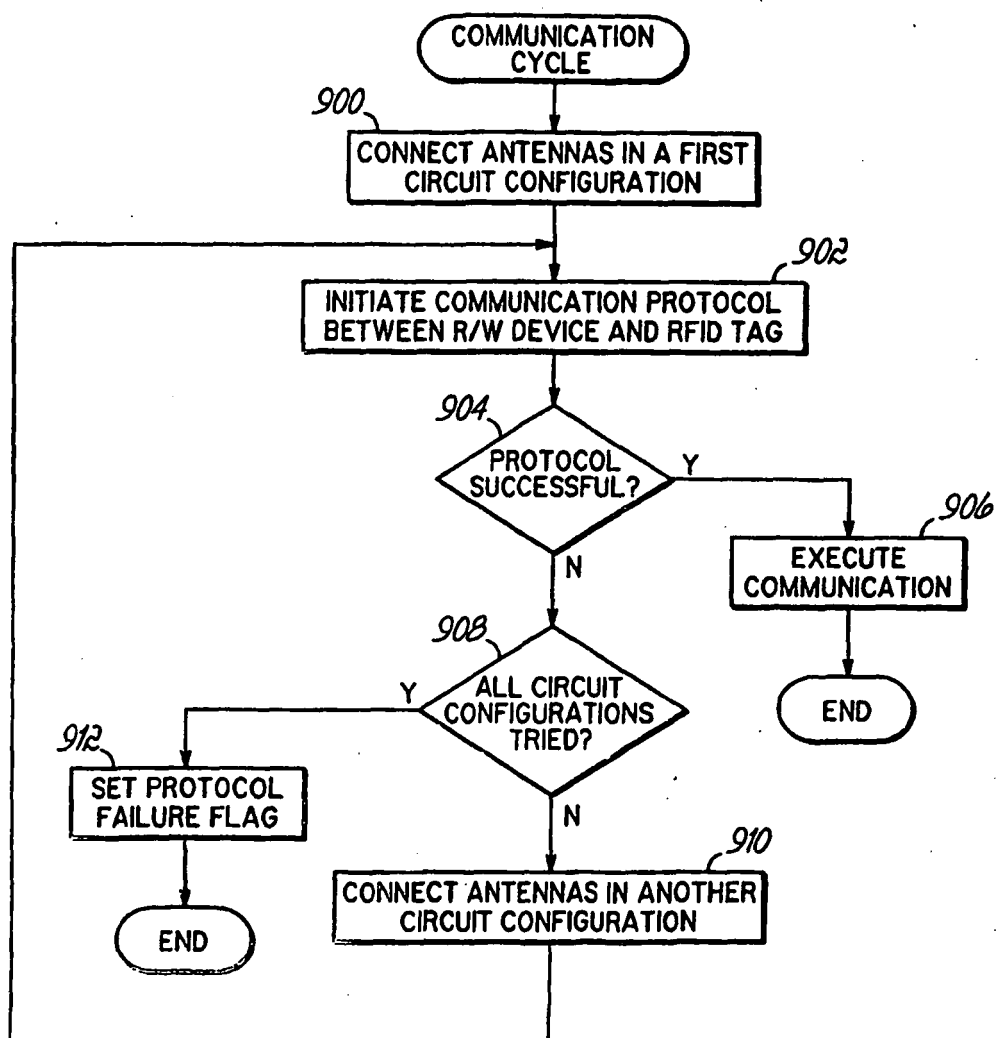 COMMUNICATION
CYCLE
900
CONNECT ANTENNAS IN A FIRST
CIRCUIT CONFIGURATION
902
INITIATE COMMUNICATION PROTOCOL
BETWEEN R/W DEVICE AND RFID TAG
904
PROTOCOL
SUCCESSFUL?
Y
906
EXECUTE
COMMUNICATION
END
N
908
ALL CIRCUIT
CONFIGURATIONS
TRIED?
Y
912
SET PROTOCOL
FAILURE FLAG
END
N
910
CONNECT ANTENNAS IN ANOTHER
CIRCUIT CONFIGURATION